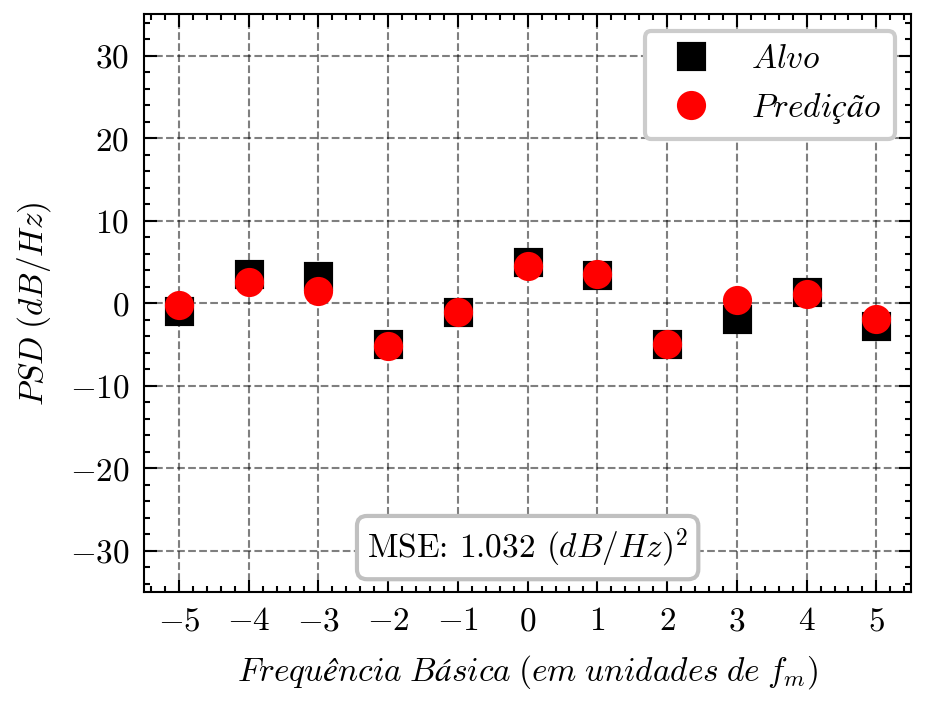 Alvo
Predição
30
20
10
0
−10
−20
−30
PSD (dB/Hz)
MSE: 1.032 (dB/Hz)²
−5 −4 −3 −2 −1 0 1 2 3 4 5
Frequência Básica (em unidades de fₘ)